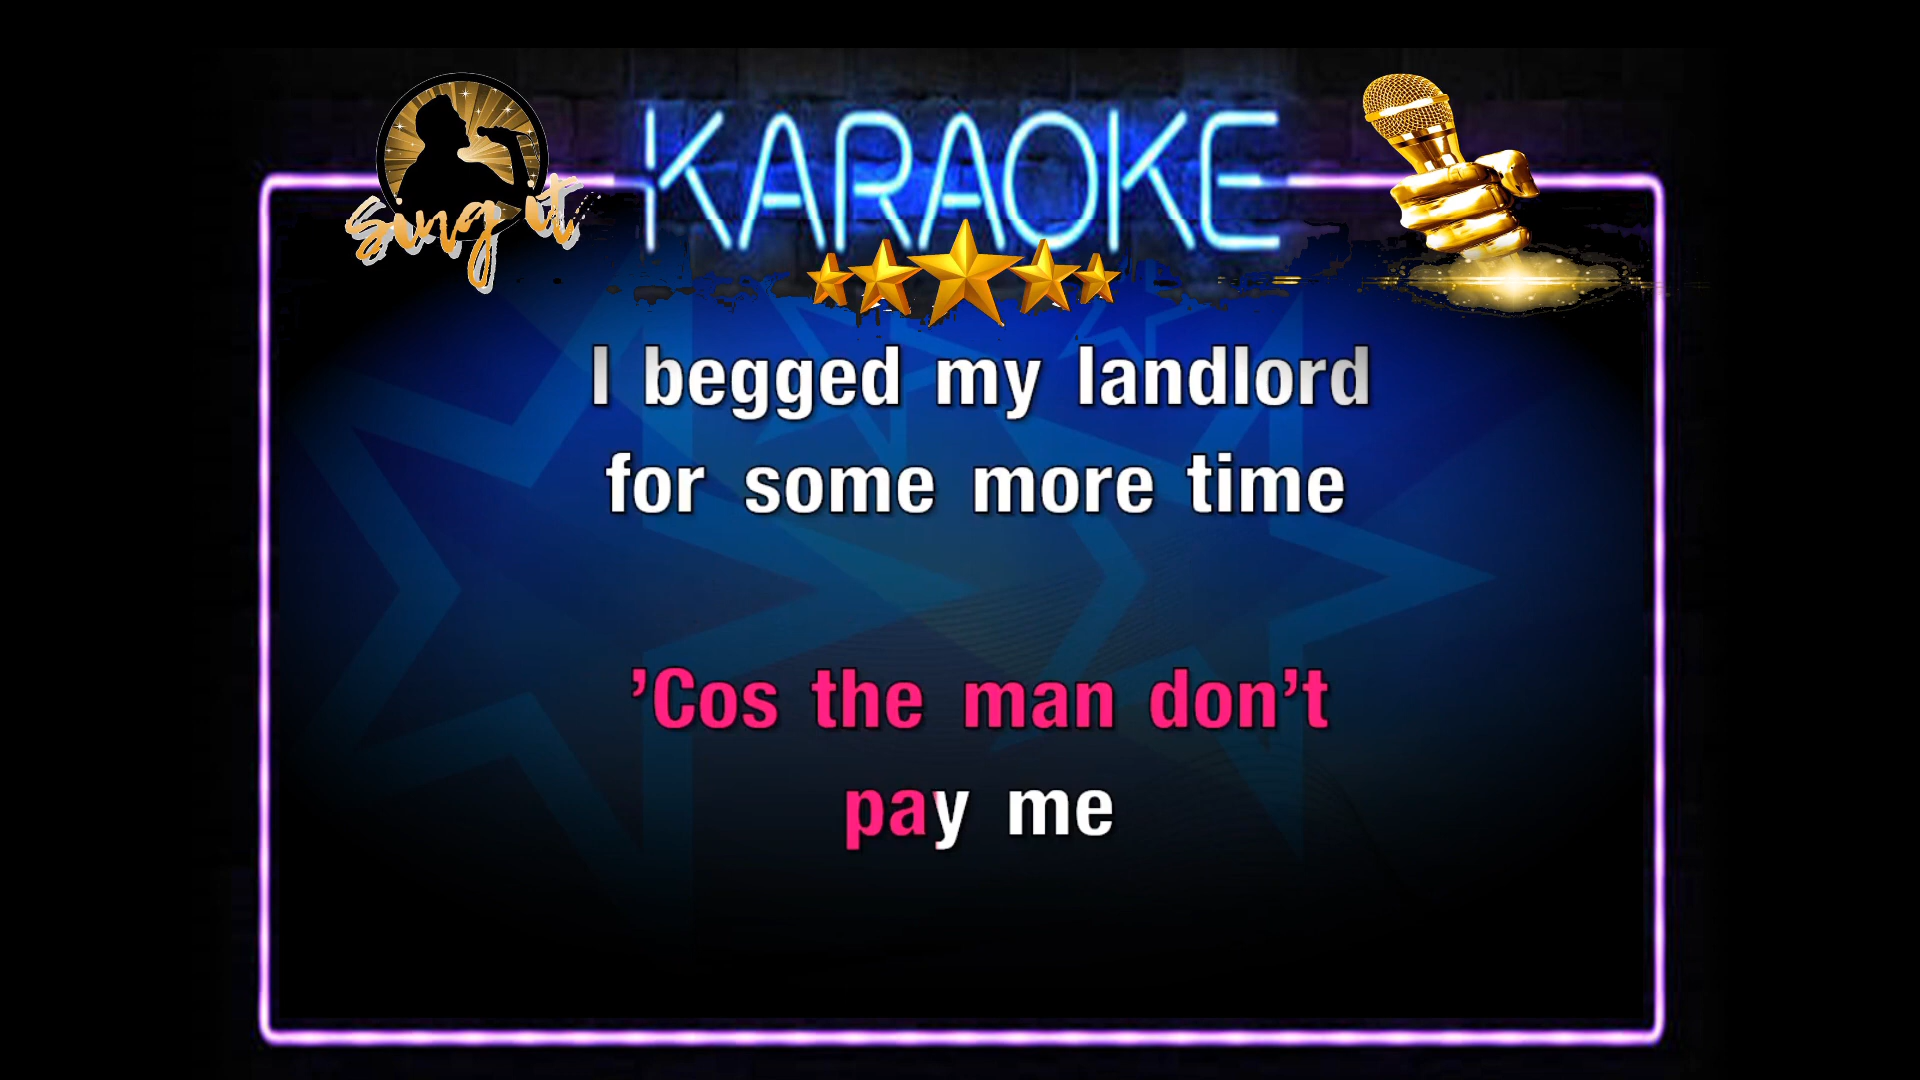 sing it
KARAOKE
I begged my landlord
for some more time
’Cos the man don’t
pay me